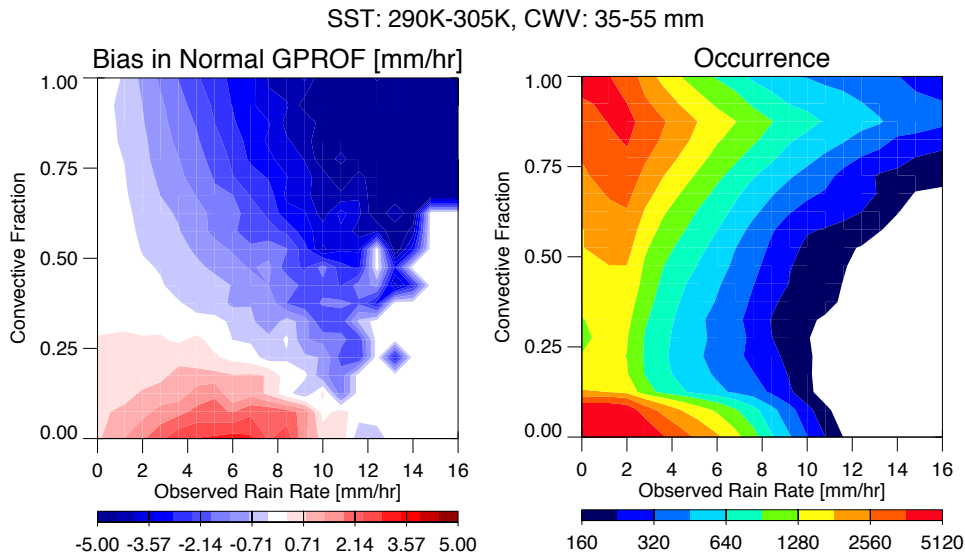 SST: 290K-305K, CWV: 35-55 mm
Bias in Normal GPROF [mm/hr]
Occurrence
1.00
0.75
0.50
0.25
0.00
Convective Fraction
0 2 4 6 8 10 12 14 16
Observed Rain Rate [mm/hr]
-5.00 -3.57 -2.14 -0.71 0.71 2.14 3.57 5.00
1.00
0.75
0.50
0.25
0.00
Convective Fraction
0 2 4 6 8 10 12 14 16
Observed Rain Rate [mm/hr]
160 320 640 1280 2560 5120